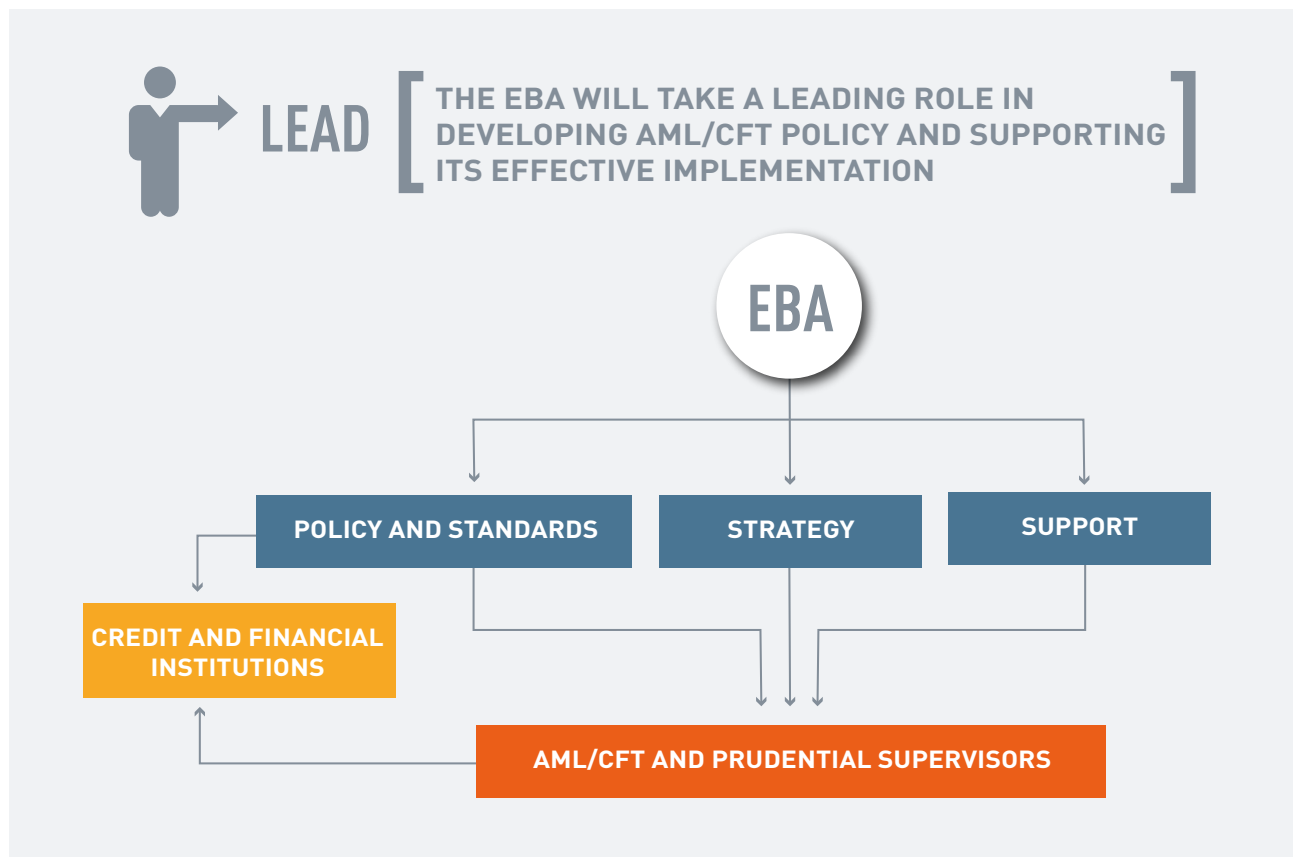 LEAD
THE EBA WILL TAKE A LEADING ROLE IN
DEVELOPING AML/CFT POLICY AND SUPPORTING
ITS EFFECTIVE IMPLEMENTATION
EBA
POLICY AND STANDARDS
STRATEGY
SUPPORT
CREDIT AND FINANCIAL
INSTITUTIONS
AML/CFT AND PRUDENTIAL SUPERVISORS